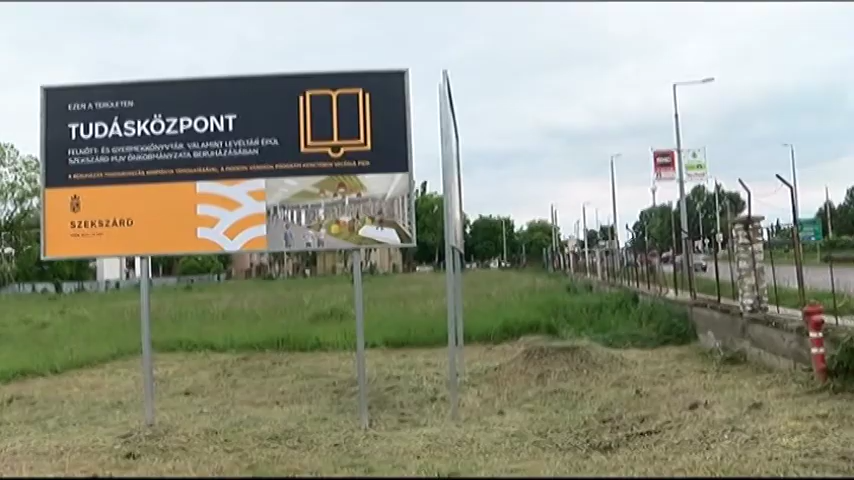 EZEN A TERÜLETEN
TUDÁSKÖZPONT
FELNŐTT- ÉS GYERMEKKÖNYVTÁR, VALAMINT LEVÉLTÁR ÉPÜL
SZEKSZÁRD MJV ÖNKORMÁNYZATA BERUHÁZÁSÁBAN
SZEKSZÁRD